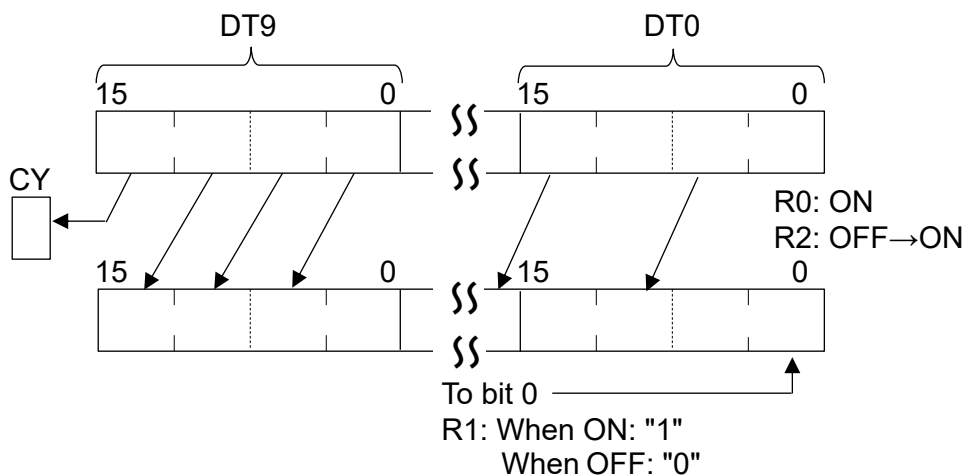 DT9 DT0
15 0 15 0
CY
R0: ON
R2: OFF→ON
15 0 15 0
To bit 0
R1: When ON: "1"
When OFF: "0"